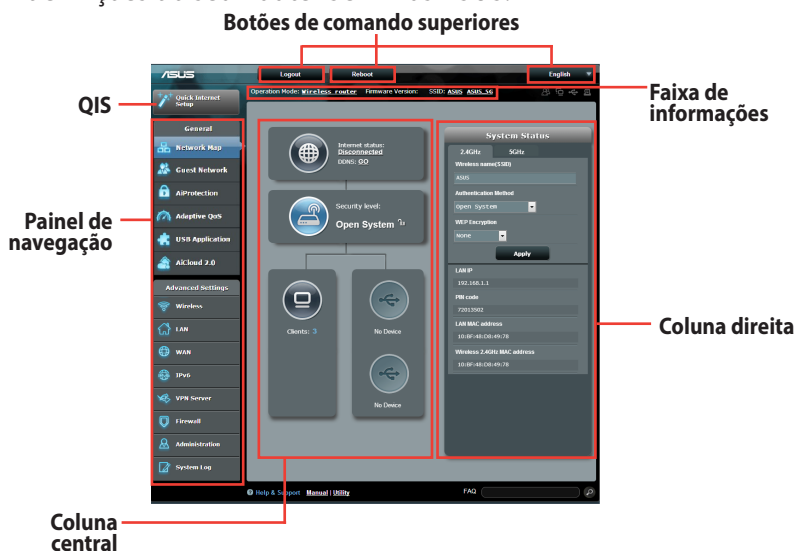 Botões de comando superiores
ASUS
Logout
Reboot
English
QIS
Quick Internet
Setup
Operation Mode: Wireless router Firmware Version: SSID: ASUS ASUS_5G
Faixa de
informações
General
Network Map
Guest Network
AiProtection
Adaptive QoS
USB Application
AiCloud 2.0
Painel de
navegação
Advanced Settings
Wireless
LAN
WAN
IPv6
VPN Server
Firewall
Administration
System Log
Internet status:
Disconnected
DDNS: GO
Security level:
Open System
Clients: 3
No Device
No Device
System Status
2.4GHz
5GHz
Wireless name(SSID)
ASUS
Authentication Method
Open System
WEP Encryption
None
Apply
LAN IP
192.168.1.1
PIN code
72013502
LAN MAC address
10:BF:48:D8:49:78
Wireless 2.4GHz MAC address
10:BF:48:D8:49:78
Coluna direita
Help & Support Manual | Utility
FAQ
Coluna
central